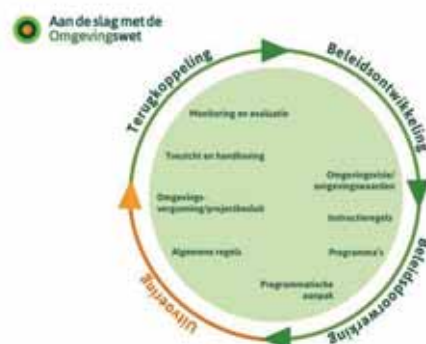 Aan de slag met de
Omgevingswet
Terugkoppeling
Beleidsontwikkeling
Monitoring en evaluatie
Toezicht en handhaving
Omgevingsvisie/
omgevingswaarden
Omgevings-
vergunning/projectbesluit
Instructieregels
Algemene regels
Programma's
Programmatische
aanpak
Uitvoering
Beleidsdoorwerking